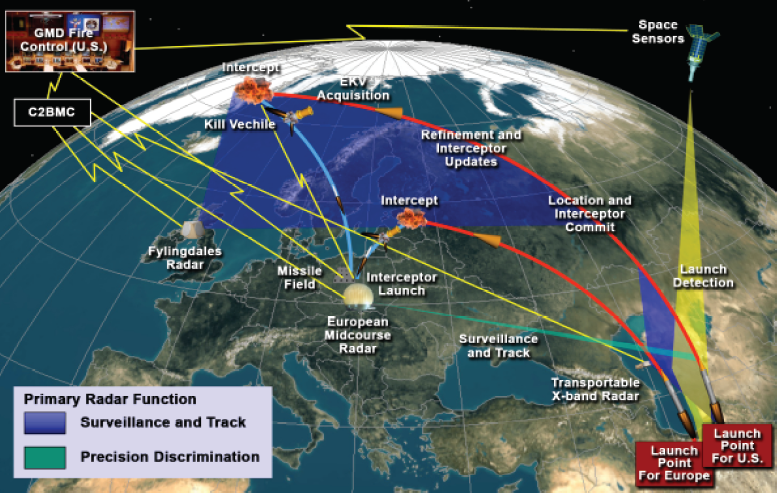 GMD Fire
Control (U.S.)
Space
Sensors
Intercept
EKV
Acquisition
C2BMC
Kill Vechile
Refinement and
Interceptor
Updates
Intercept
Location and
Interceptor
Commit
Fylingdales
Radar
Missile
Field
Interceptor
Launch
Launch
Detection
European
Midcourse
Radar
Surveillance
and Track
Transportable
X-band Radar
Primary Radar Function
Surveillance and Track
Precision Discrimination
Launch
Point
For Europe
Launch
Point
For U.S.